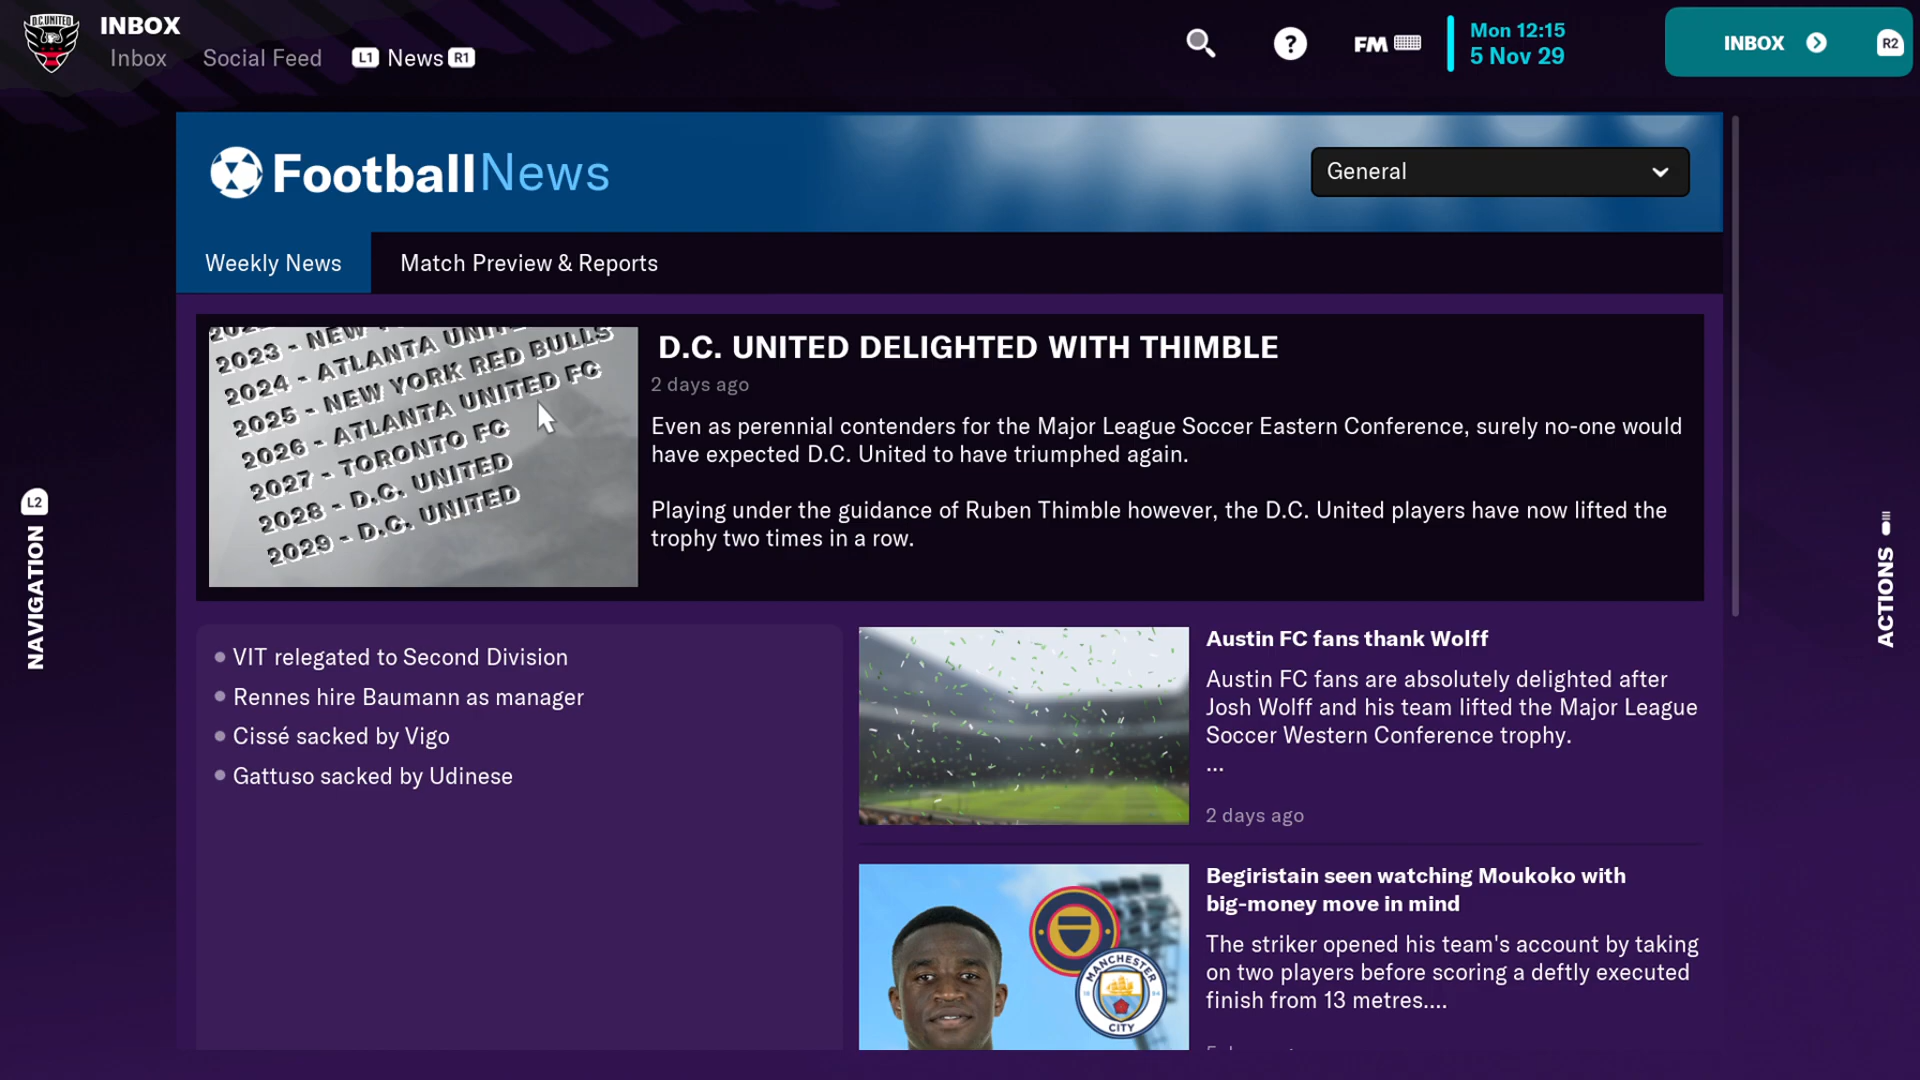 D.C.UNITED
INBOX
Inbox
Social Feed
L1 News R1
FM
Mon 12:15
5 Nov 29
INBOX
R2
Football News
General
Weekly News
Match Preview & Reports
2023 - NEW
2024 - ATLANTA UNITED
2025 - NEW YORK RED BULLS
2026 - ATLANTA UNITED FC
2027 - TORONTO FC
2028 - D.C. UNITED
2029 - D.C. UNITED
D.C. UNITED DELIGHTED WITH THIMBLE
2 days ago
Even as perennial contenders for the Major League Soccer Eastern Conference, surely no-one would
have expected D.C. United to have triumphed again.
Playing under the guidance of Ruben Thimble however, the D.C. United players have now lifted the
trophy two times in a row.
L2
NAVIGATION
ACTIONS
VIT relegated to Second Division
Rennes hire Baumann as manager
Cissé sacked by Vigo
Gattuso sacked by Udinese
Austin FC fans thank Wolff
Austin FC fans are absolutely delighted after
Josh Wolff and his team lifted the Major League
Soccer Western Conference trophy.
...
2 days ago
MANCHESTER
CITY
Begiristain seen watching Moukoko with
big-money move in mind
The striker opened his team's account by taking
on two players before scoring a deftly executed
finish from 13 metres....